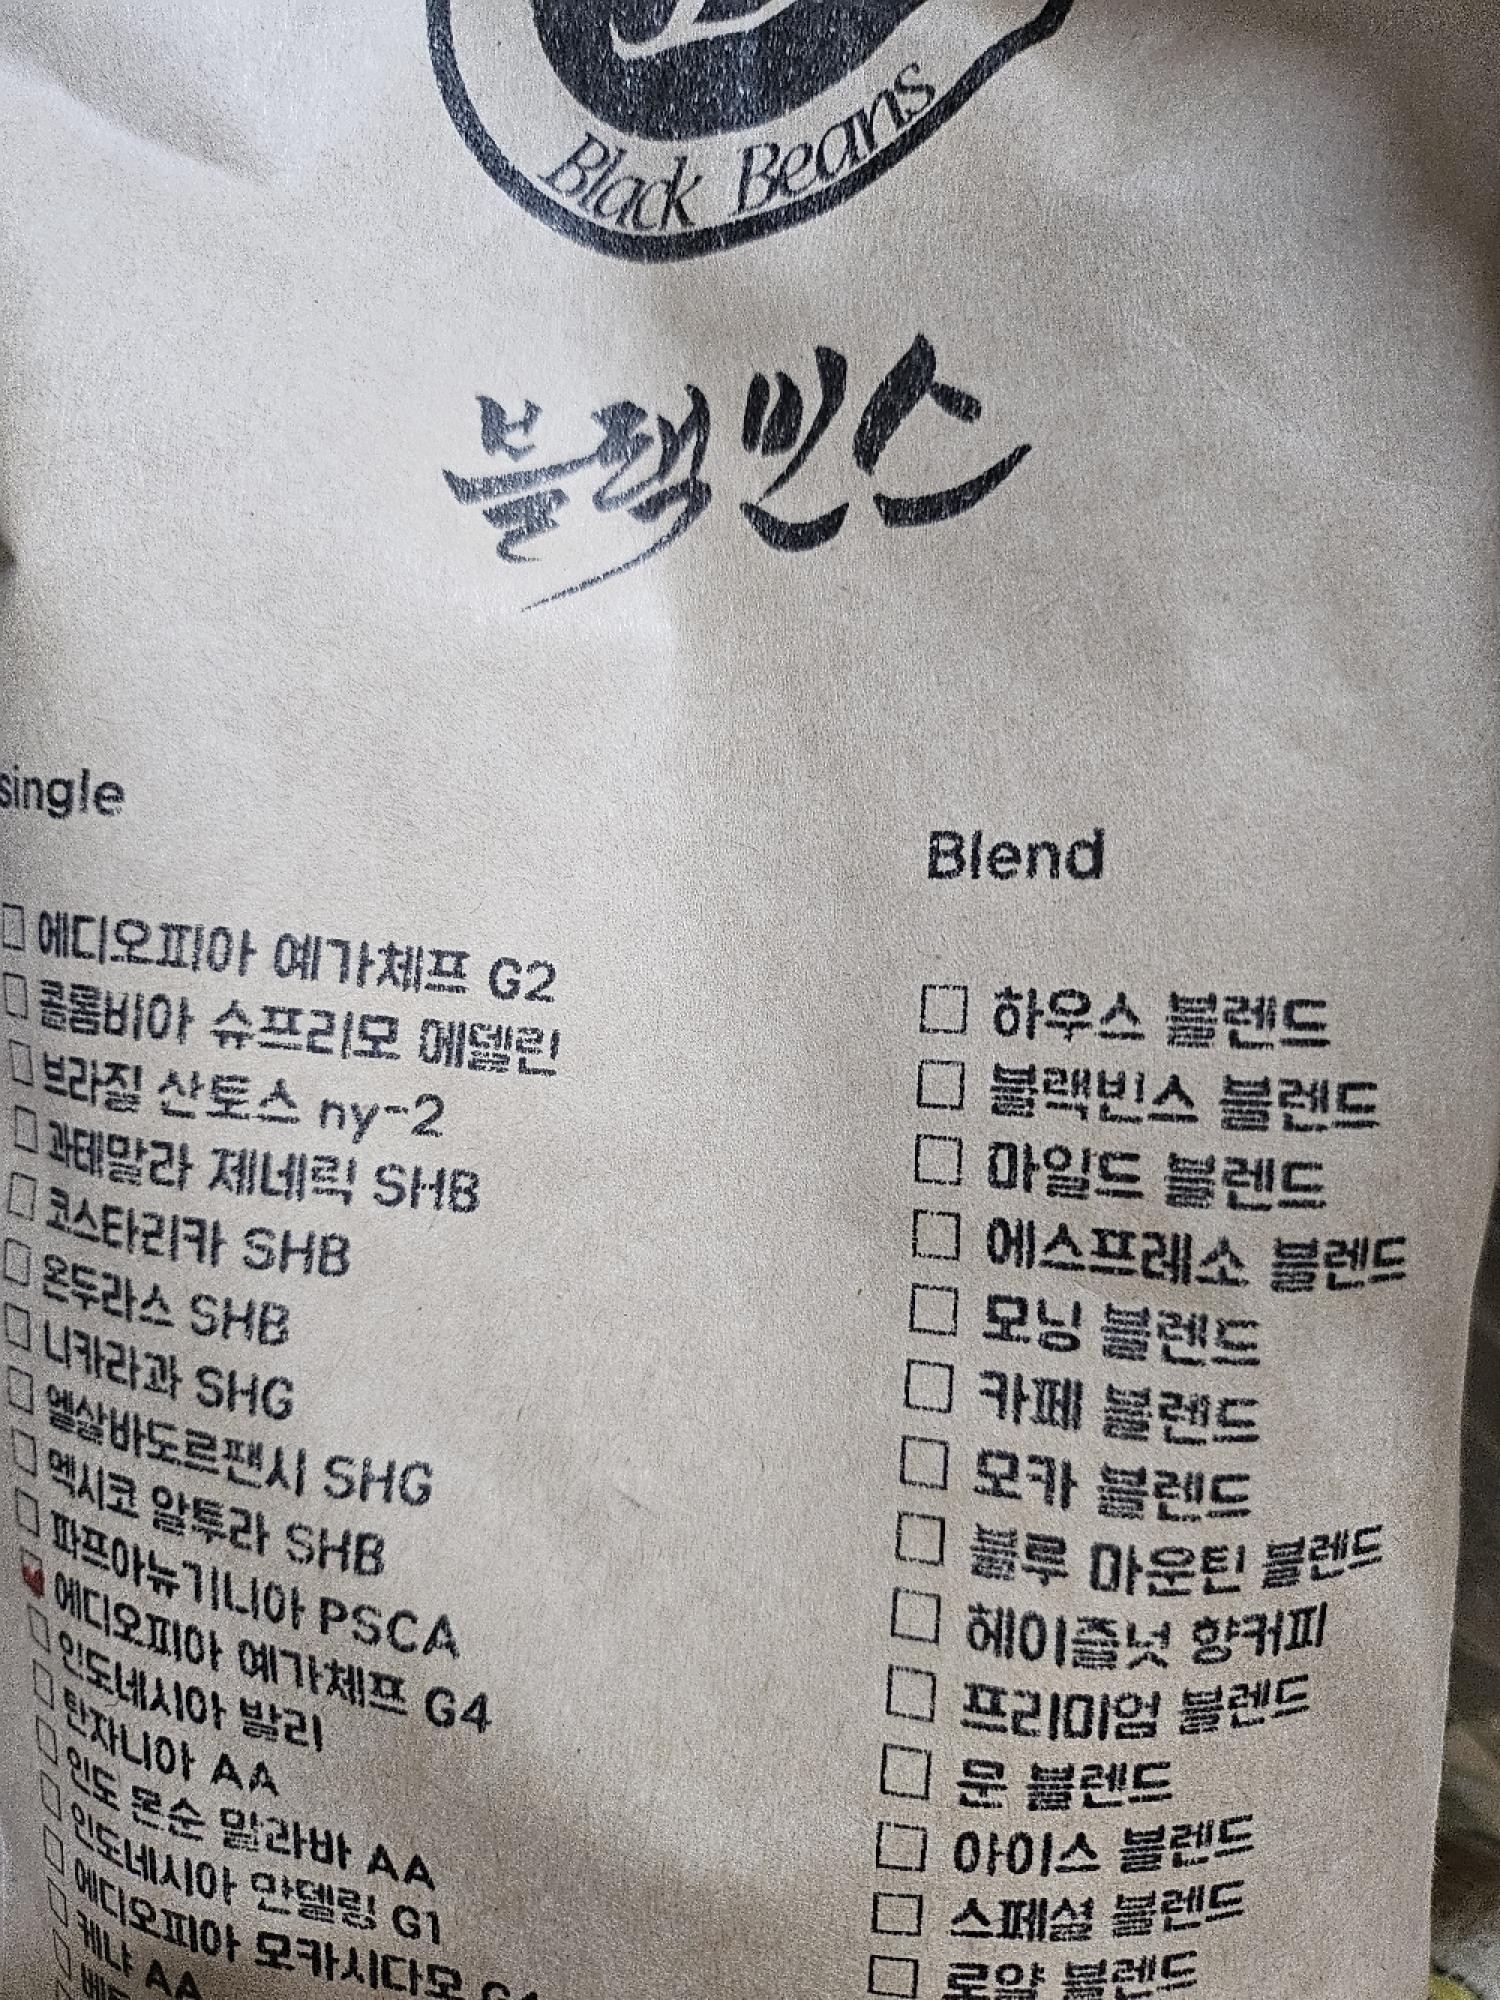 Black Beans
블랙빈스
single
에디오피아 예가체프 G2
콜롬비아 슈프리모 메델린
브라질 산토스 ny-2
과테말라 제네릭 SHB
코스타리카 SHB
온두라스 SHB
니카라과 SHG
엘살바도르팬시 SHG
멕시코 알투라 SHB
파프아뉴기니아 PSCA
에디오피아 예가체프 G4
인도네시아 발리
탄자니아 AA
인도 몬순 말라바 AA
인도네시아 만델링 G1
에디오피아 모카시다모
케냐 AA
Blend
하우스 블렌드
블랙빈스 블렌드
마일드 블렌드
에스프레소 블렌드
모닝 블렌드
카페 블렌드
모카 블렌드
블루 마운틴 블렌드
헤이즐넛 향커피
프리미엄 블렌드
문 블렌드
아이스 블렌드
스페셜 블렌드
로얄 블렌드